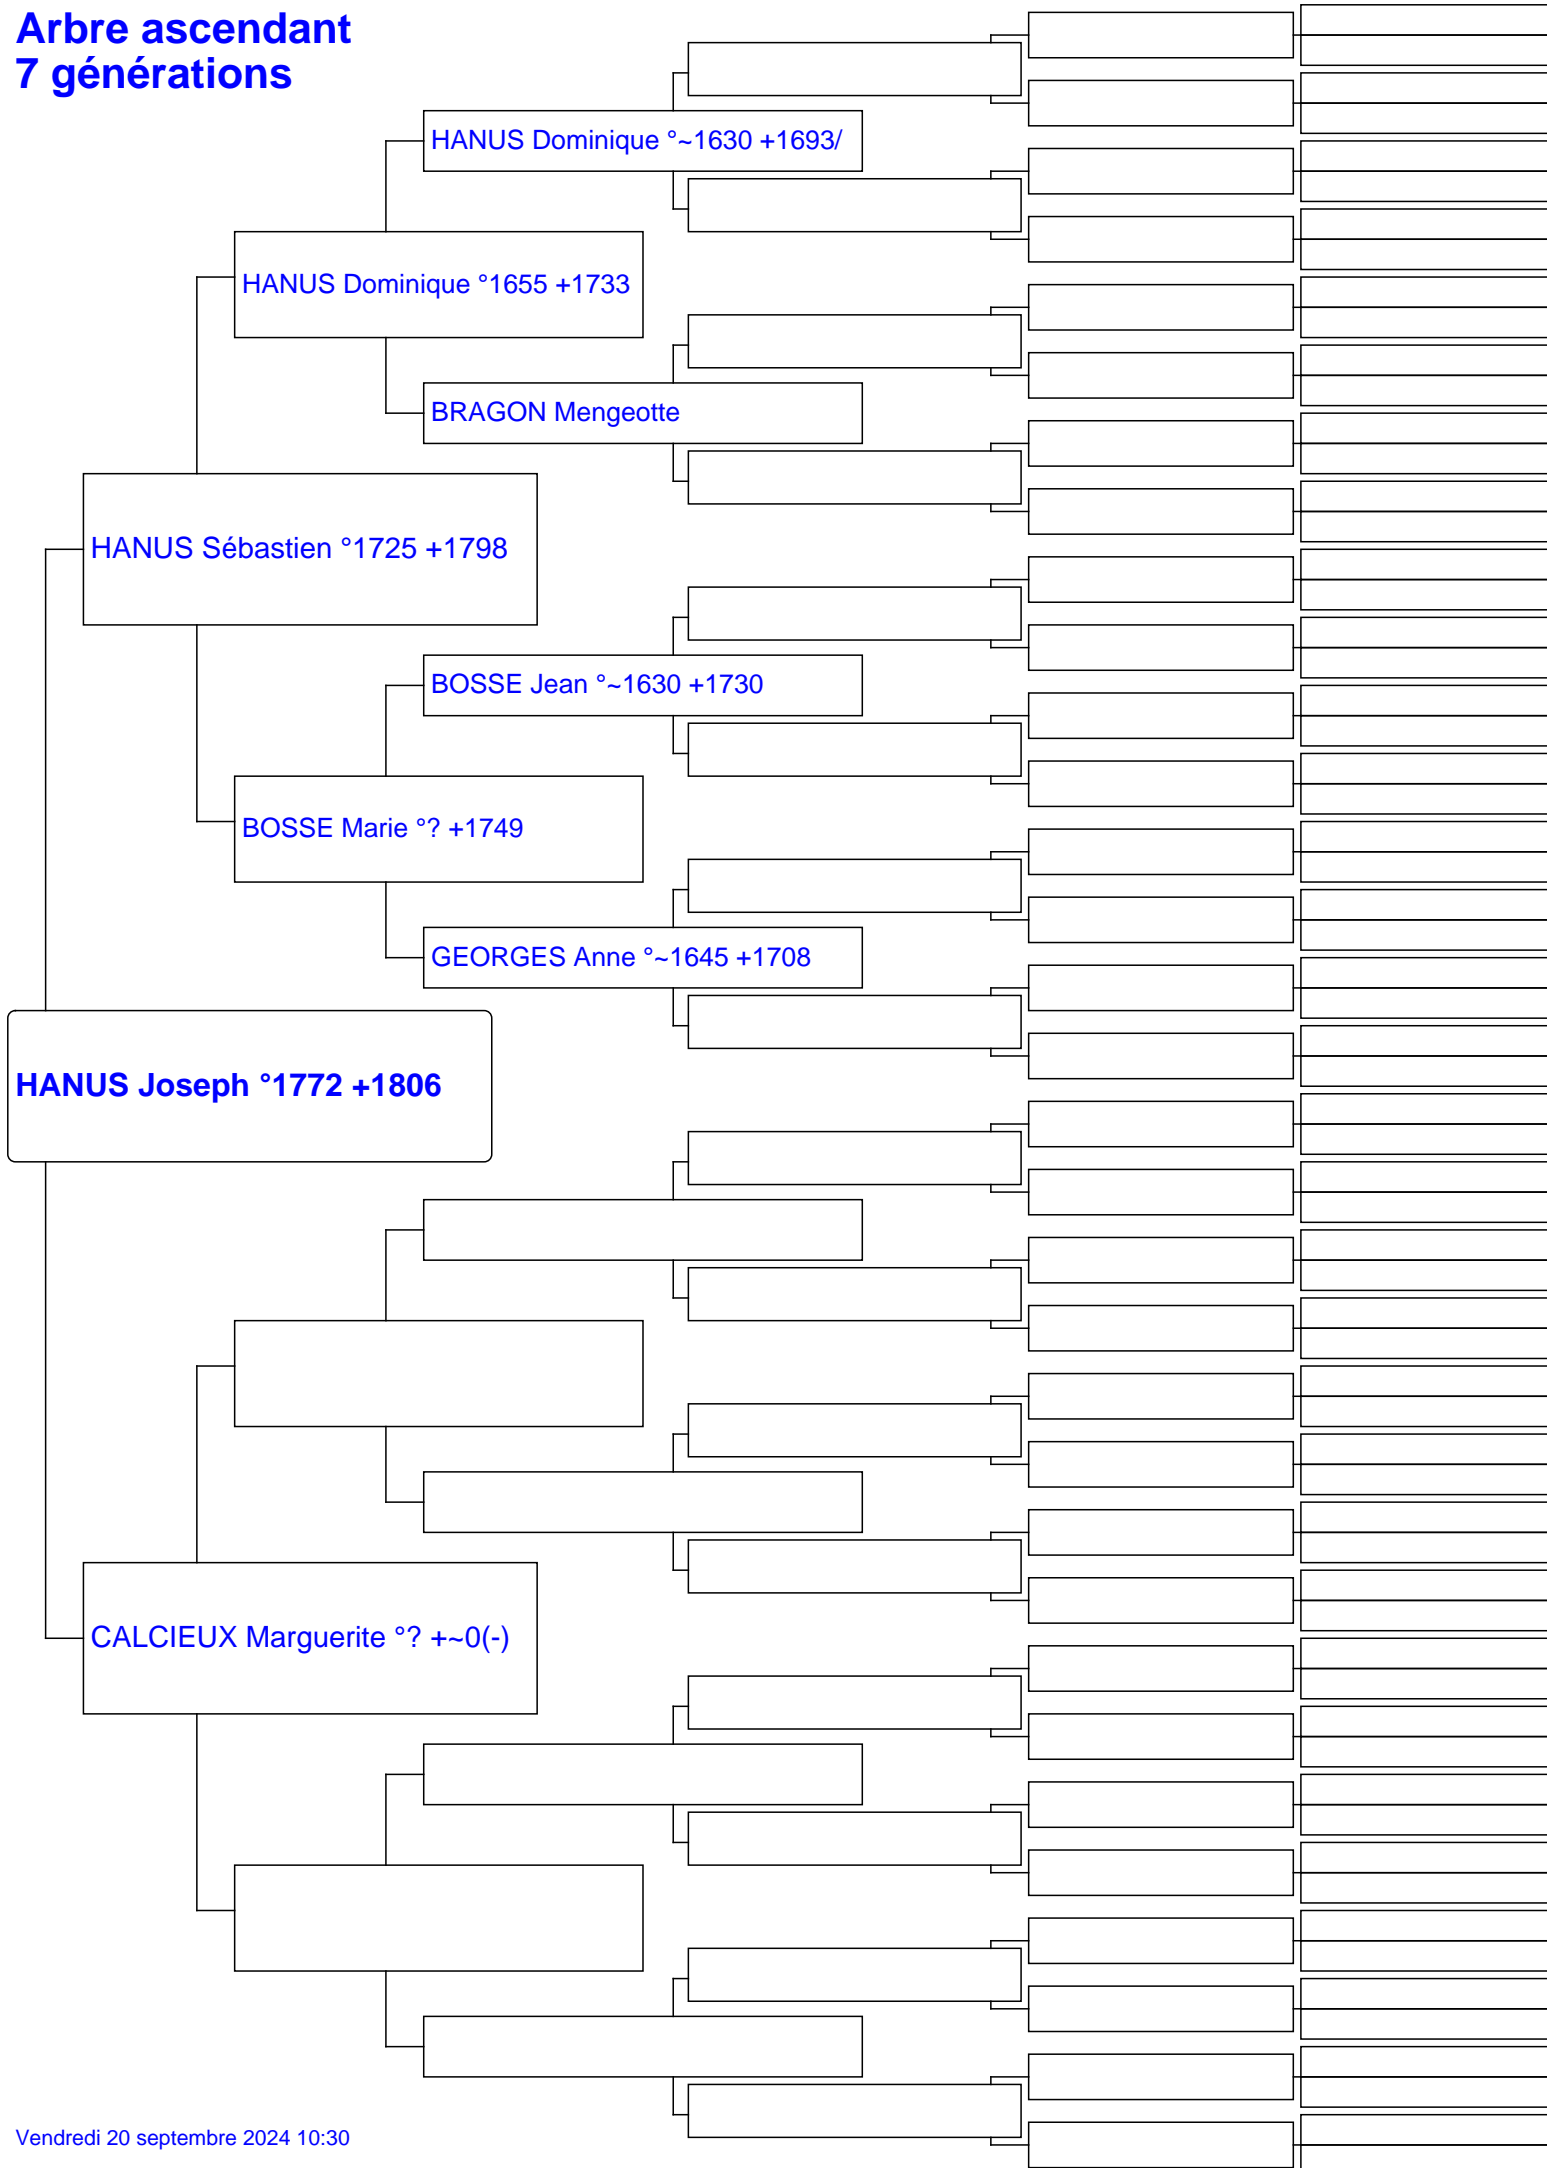 Arbre ascendant
7 générations
HANUS Dominique °~1630 +1693/
HANUS Dominique °1655 +1733
BRAGON Mengeotte
HANUS Sébastien °1725 +1798
BOSSE Jean °~1630 +1730
BOSSE Marie °? +1749
GEORGES Anne °~1645 +1708
HANUS Joseph °1772 +1806
CALCIEUX Marguerite °? +~0(-)
Vendredi 20 septembre 2024 10:30